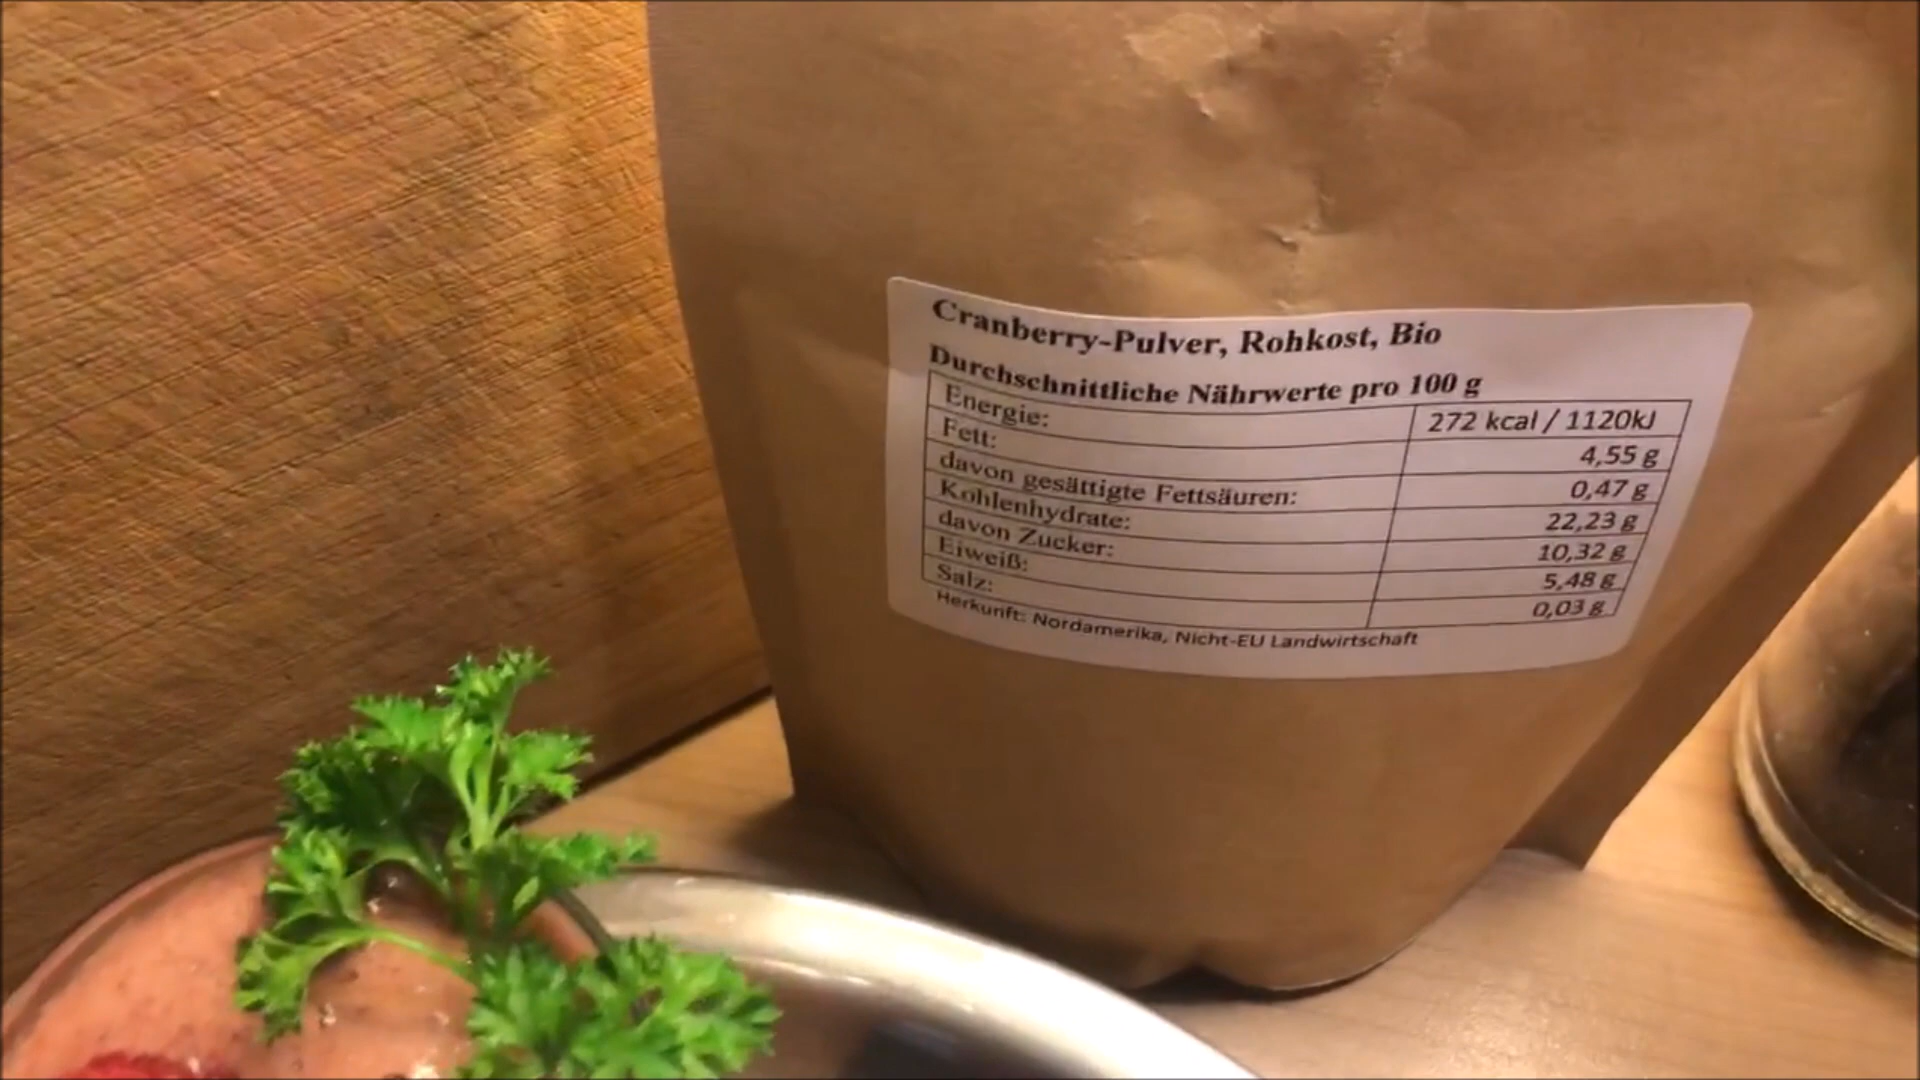 Cranberry-Pulver, Rohkost, Bio
Durchschnittliche Nährwerte pro 100 g
Energie: 272 kcal / 1120kJ
Fett: 4,55 g
davon gesättigte Fettsäuren: 0,47 g
Kohlenhydrate: 22,23 g
davon Zucker: 10,32 g
Eiweiß: 5,48 g
Salz: 0,03 g
Herkunft: Nordamerika, Nicht-EU Landwirtschaft